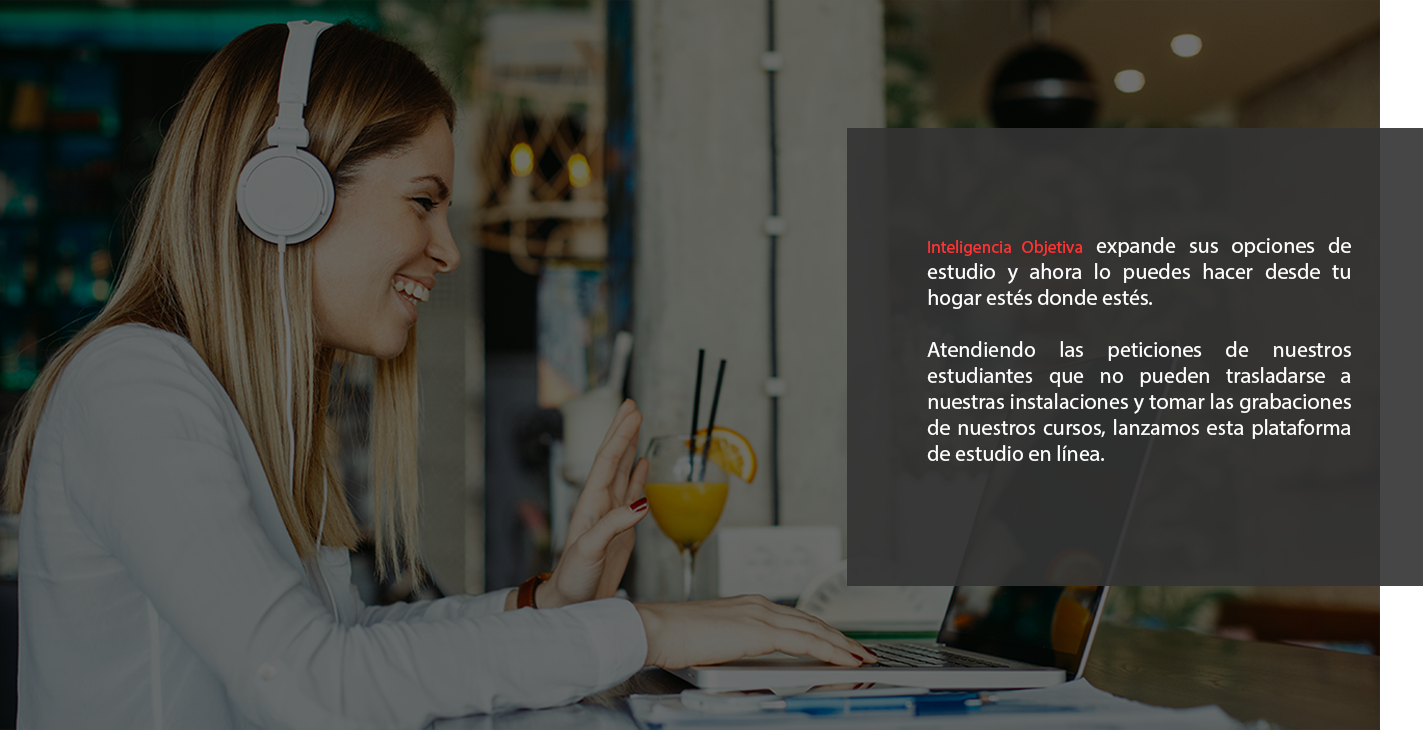 Inteligencia Objetiva expande sus opciones de
estudio y ahora lo puedes hacer desde tu
hogar estés donde estés.
Atendiendo las peticiones de nuestros
estudiantes que no pueden trasladarse a
nuestras instalaciones y tomar las grabaciones
de nuestros cursos, lanzamos esta plataforma
de estudio en línea.